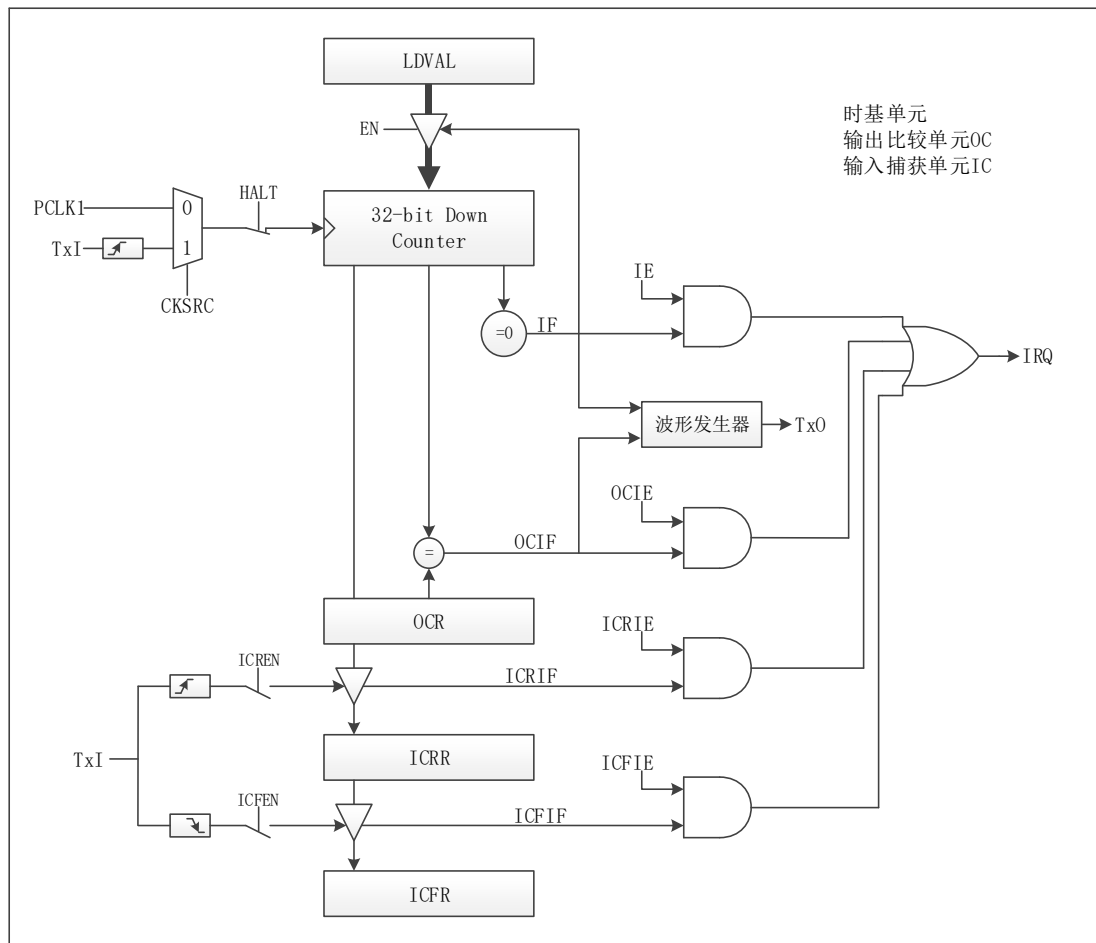 LDVAL
时基单元
输出比较单元OC
输入捕获单元IC
EN
HALT
PCLK1
0
32-bit Down
Counter
TxI
1
CKSRC
IE
=0
IF
IRQ
波形发生器
TxO
OCIE
=
OCIF
OCR
ICRIE
ICREN
ICRIF
TxI
ICRR
ICFIE
ICFEN
ICFIF
ICFR